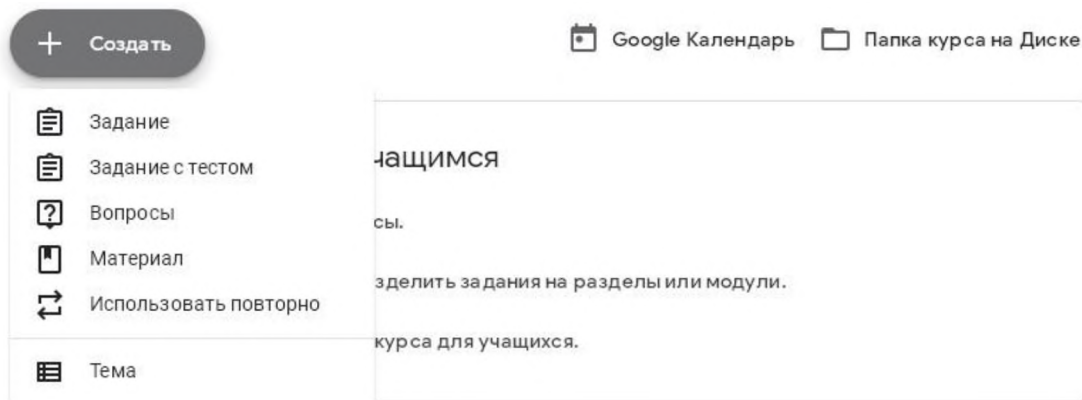 Создать
Google Календарь
Папка курса на Диске
Задание
Задание с тестом
Вопросы
Материал
Использовать повторно
Тема
чащимся
сы.
зделить задания на разделы или модули.
курса для учащихся.